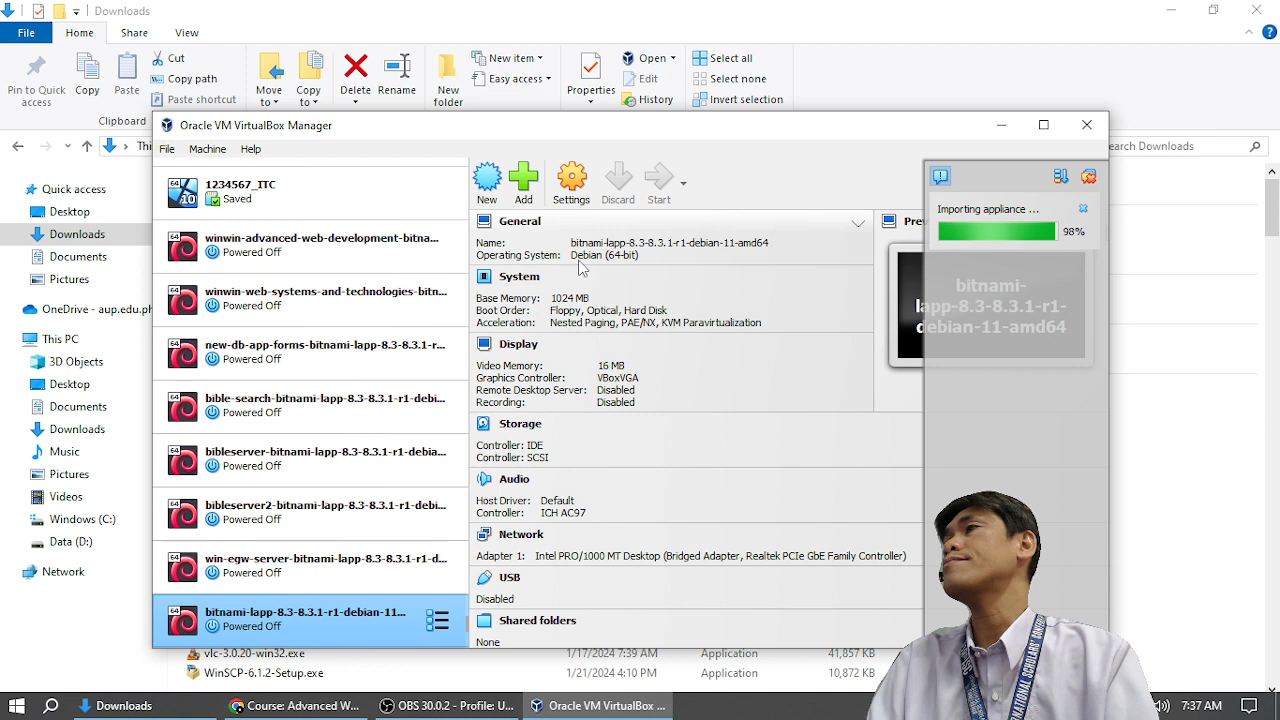 Downloads
File Home Share View
Pin to Quick access
Copy
Paste
Cut
Copy path
Paste shortcut
Clipboard
Move to
Copy to
Delete
Rename
New folder
New item
Easy access
Properties
Open
Edit
History
Select all
Select none
Invert selection
earch Downloads
Quick access
Desktop
Downloads
Documents
Pictures
OneDrive - aup.edu.ph
This PC
3D Objects
Desktop
Documents
Downloads
Music
Pictures
Videos
Windows (C:)
Data (D:)
Network
Oracle VM VirtualBox Manager
File Machine Help
1234567_ITC
Saved
winwin-advanced-web-development-bitna...
Powered Off
winwin-web-systems-and-technologies-bitn...
Powered Off
new-db-app-forms-bitnami-lapp-8.3-8.3.1-r...
Powered Off
bible-search-bitnami-lapp-8.3-8.3.1-r1-debi...
Powered Off
bibleserver-bitnami-lapp-8.3-8.3.1-r1-debia...
Powered Off
bibleserver2-bitnami-lapp-8.3-8.3.1-r1-debi...
Powered Off
win-egw-server-bitnami-lapp-8.3-8.3.1-r1-d...
Powered Off
bitnami-lapp-8.3-8.3.1-r1-debian-11...
Powered Off
New Add Settings Discard Start
General
Name: bitnami-lapp-8.3-8.3.1-r1-debian-11-amd64
Operating System: Debian (64-bit)
System
Base Memory: 1024 MB
Boot Order: Floppy, Optical, Hard Disk
Acceleration: Nested Paging, PAE/NX, KVM Paravirtualization
Display
Video Memory: 16 MB
Graphics Controller: VBoxVGA
Remote Desktop Server: Disabled
Recording: Disabled
Storage
Controller: IDE
Controller: SCSI
Audio
Host Driver: Default
Controller: ICH AC97
Network
Adapter 1: Intel PRO/1000 MT Desktop (Bridged Adapter, Realtek PCIe GbE Family Controller)
USB
Disabled
Shared folders
None
Prev
Importing appliance ...
98%
bitnami-
lapp-8.3-8.3.1-r1-
debian-11-amd64
vlc-3.0.20-win32.exe 1/17/2024 7:39 AM Application 41,857 KB
WinSCP-6.1.2-Setup.exe 1/21/2024 4:10 PM Application 10,872 KB
Downloads
Course: Advanced W...
OBS 30.0.2 - Profile: U...
Oracle VM VirtualBox ...
7:37 AM